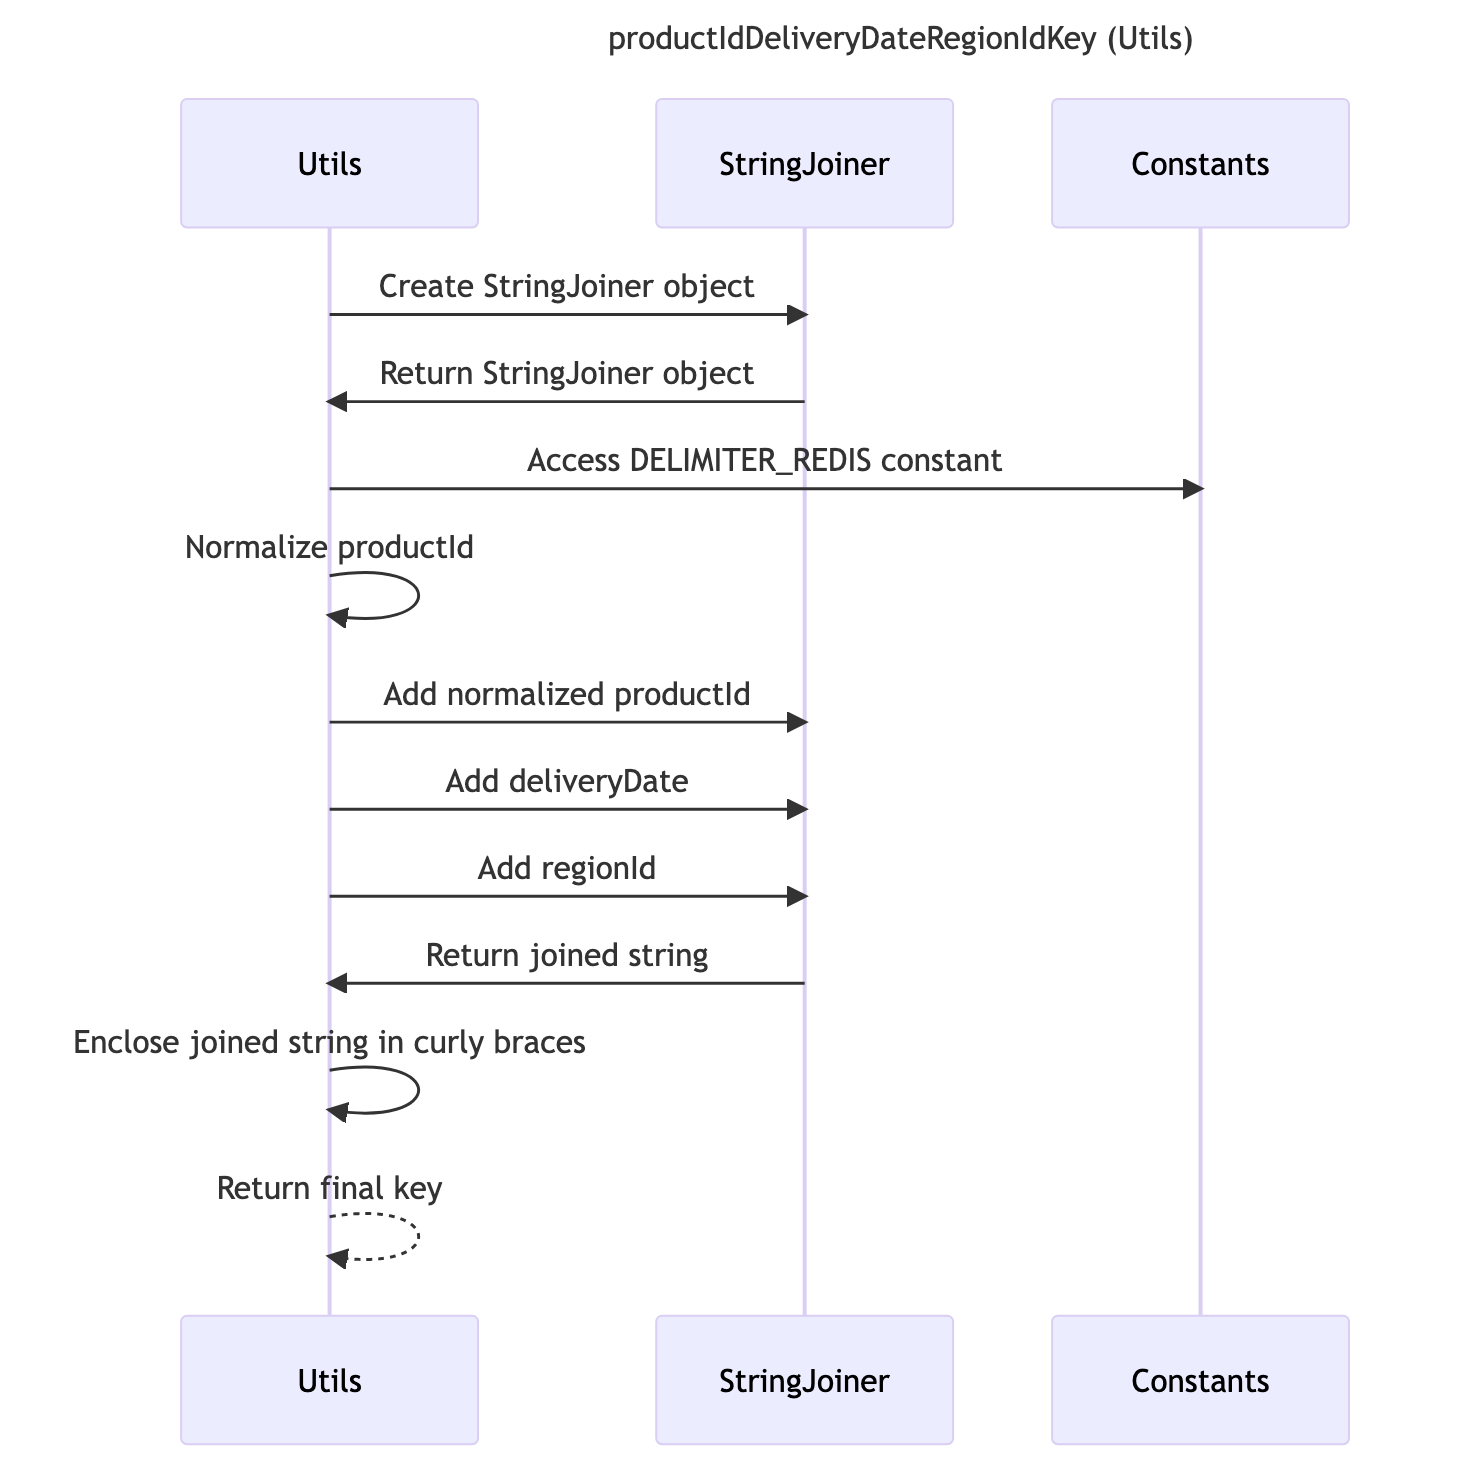 productIdDeliveryDateRegionIdKey (Utils)
Utils
StringJoiner
Constants
Create StringJoiner object
Return StringJoiner object
Access DELIMITER_REDIS constant
Normalize productId
Add normalized productId
Add deliveryDate
Add regionId
Return joined string
Enclose joined string in curly braces
Return final key
Utils
StringJoiner
Constants